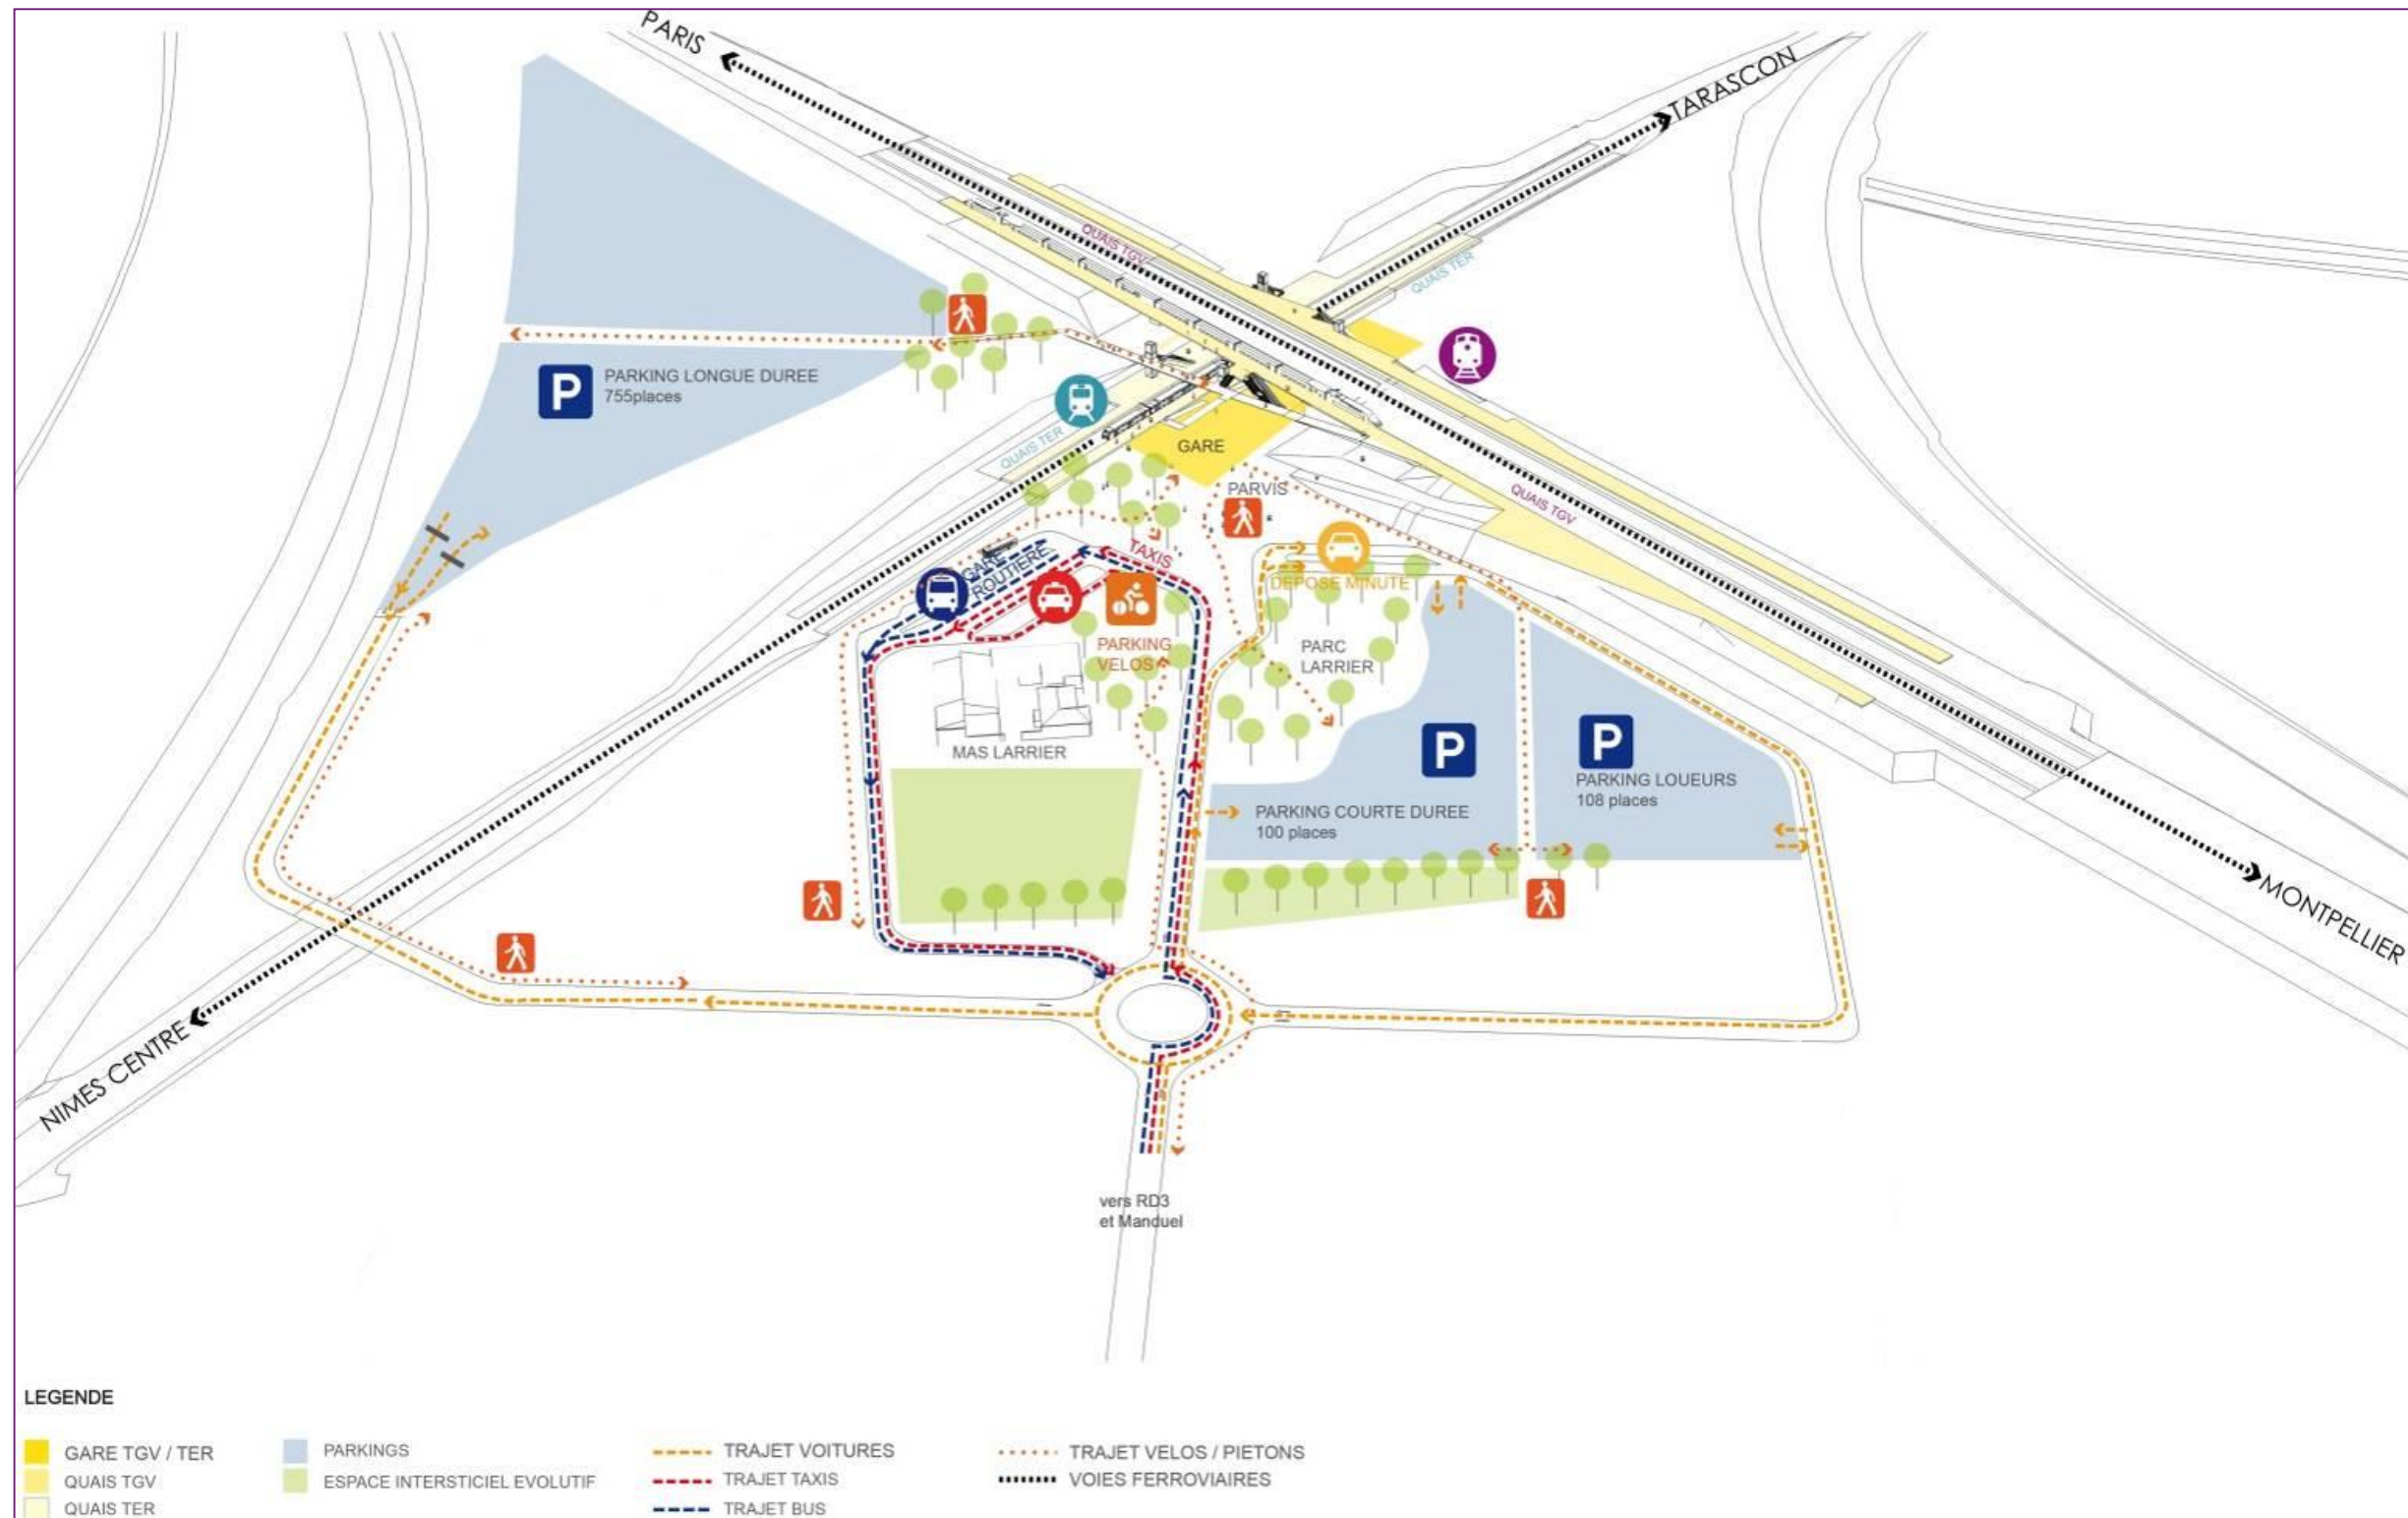 PARIS
TARASCON
QUAIS TGV
QUAIS TER
P
PARKING LONGUE DUREE
755places
QUAIS TER
GARE
PARVIS
QUAIS TGV
TAXIS
GARE
ROUTIERE
DEPOSE MINUTE
PARKING
VELOS
PARC
LARRIER
MAS LARRIER
P
P
PARKING LOUEURS
108 places
PARKING COURTE DUREE
100 places
MONTPELLIER
NIMES CENTRE
vers RD3
et Manduel
LEGENDE
GARE TGV / TER
QUAIS TGV
QUAIS TER
PARKINGS
ESPACE INTERSTICIEL EVOLUTIF
TRAJET VOITURES
TRAJET TAXIS
TRAJET BUS
TRAJET VELOS / PIETONS
VOIES FERROVIAIRES